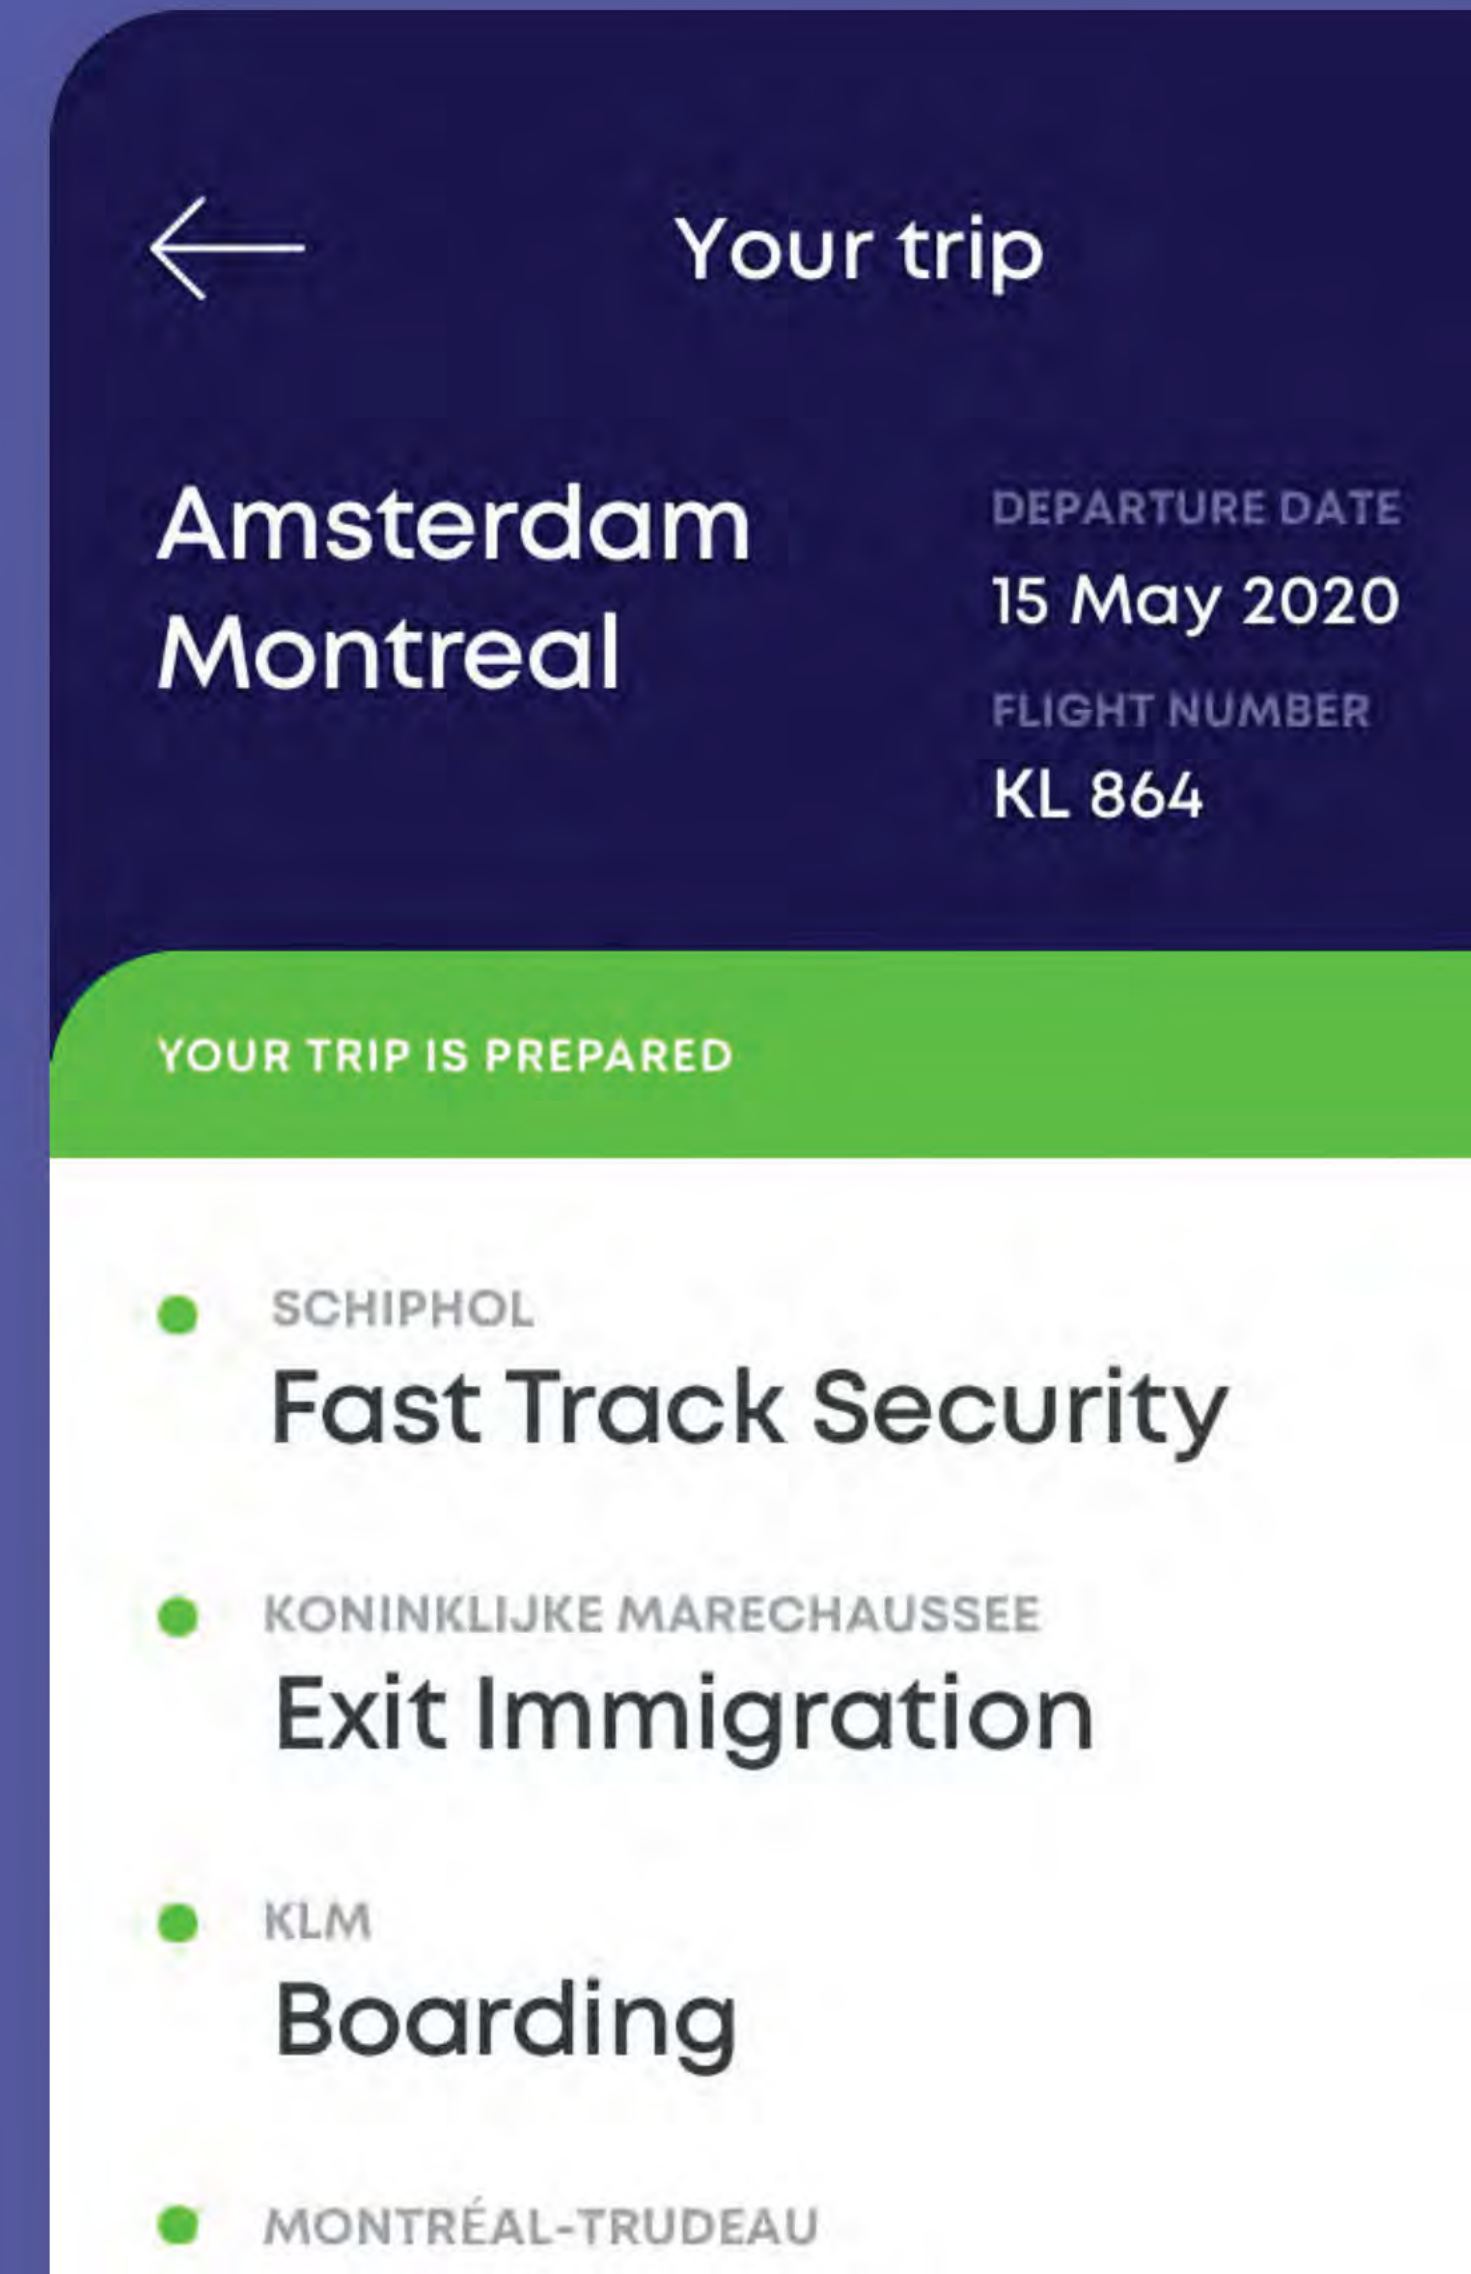 Your trip
Amsterdam
Montreal
DEPARTURE DATE
15 May 2020
FLIGHT NUMBER
KL 864
YOUR TRIP IS PREPARED
SCHIPHOL
Fast Track Security
KONINKLIJKE MARECHAUSSEE
Exit Immigration
KLM
Boarding
MONTRÉAL-TRUDEAU